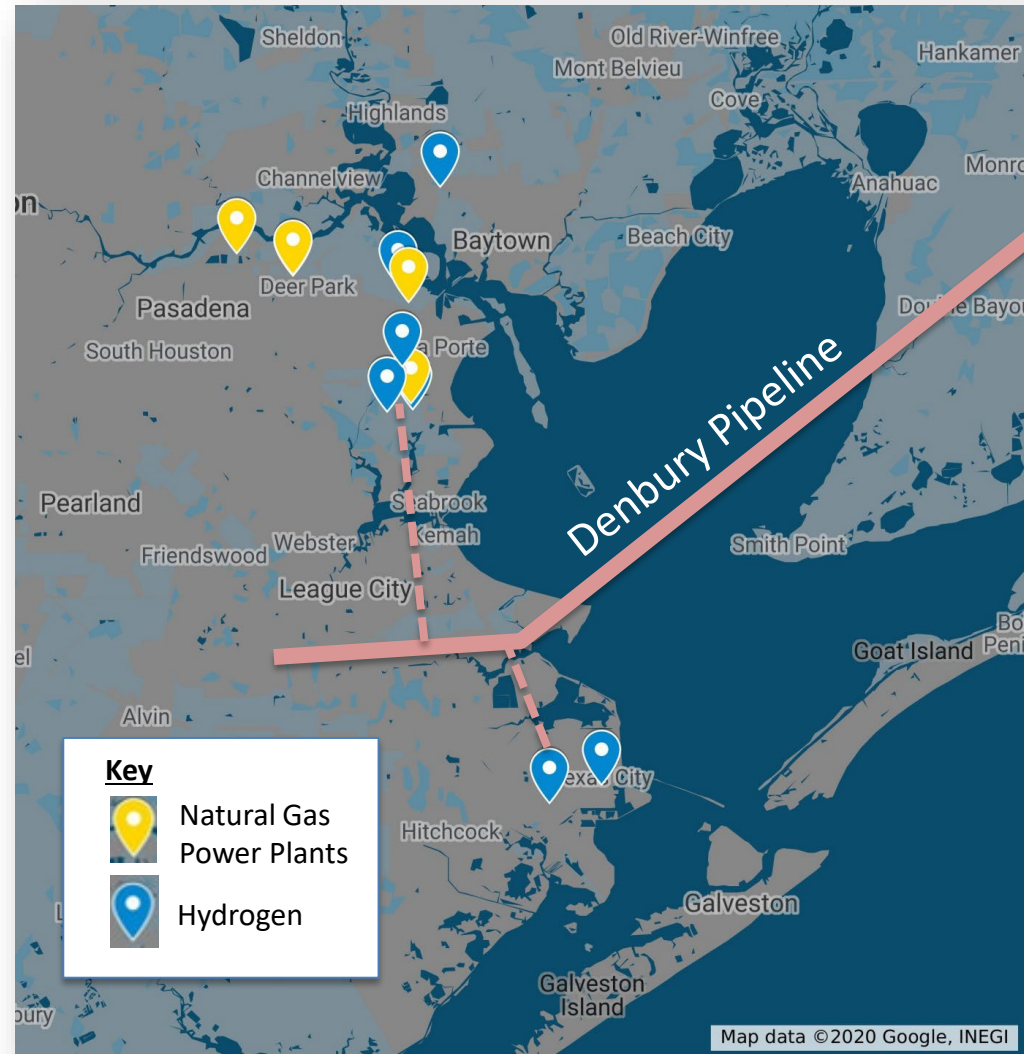 Sheldon
Old River-Winfree
Mont Belvieu
Hankamer
Cove
Highlands
Channelview
Anahuac
Baytown
Beach City
Deer Park
Pasadena
South Houston
Porte
Denbury Pipeline
Pearland
Seabrook
Kemah
Webster
Friendswood
Smith Point
League City
Goat Island
Alvin
Key
Natural Gas
Power Plants
Hydrogen
City
Hitchcock
Galveston
Galveston
Island
Map data ©2020 Google, INEGI